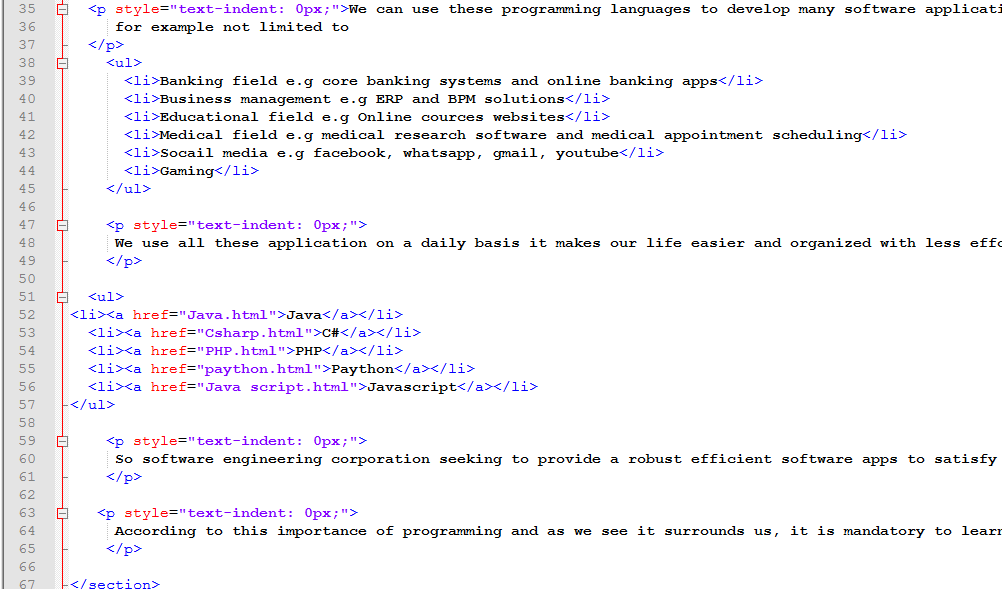 35 <p style="text-indent: 0px;">We can use these programming languages to develop many software applicati
36 for example not limited to
37 </p>
38 <ul>
39 <li>Banking field e.g core banking systems and online banking apps</li>
40 <li>Business management e.g ERP and BPM solutions</li>
41 <li>Educational field e.g Online cources websites</li>
42 <li>Medical field e.g medical research software and medical appointment scheduling</li>
43 <li>Socail media e.g facebook, whatsapp, gmail, youtube</li>
44 <li>Gaming</li>
45 </ul>
46
47 <p style="text-indent: 0px;">
48 We use all these application on a daily basis it makes our life easier and organized with less effo
49 </p>
50
51 <ul>
52 <li><a href="Java.html">Java</a></li>
53 <li><a href="Csharp.html">C#</a></li>
54 <li><a href="PHP.html">PHP</a></li>
55 <li><a href="paython.html">Paython</a></li>
56 <li><a href="Java script.html">Javascript</a></li>
57 </ul>
58
59 <p style="text-indent: 0px;">
60 So software engineering corporation seeking to provide a robust efficient software apps to satisfy
61 </p>
62
63 <p style="text-indent: 0px;">
64 According to this importance of programming and as we see it surrounds us, it is mandatory to learn
65 </p>
66
67 </section>